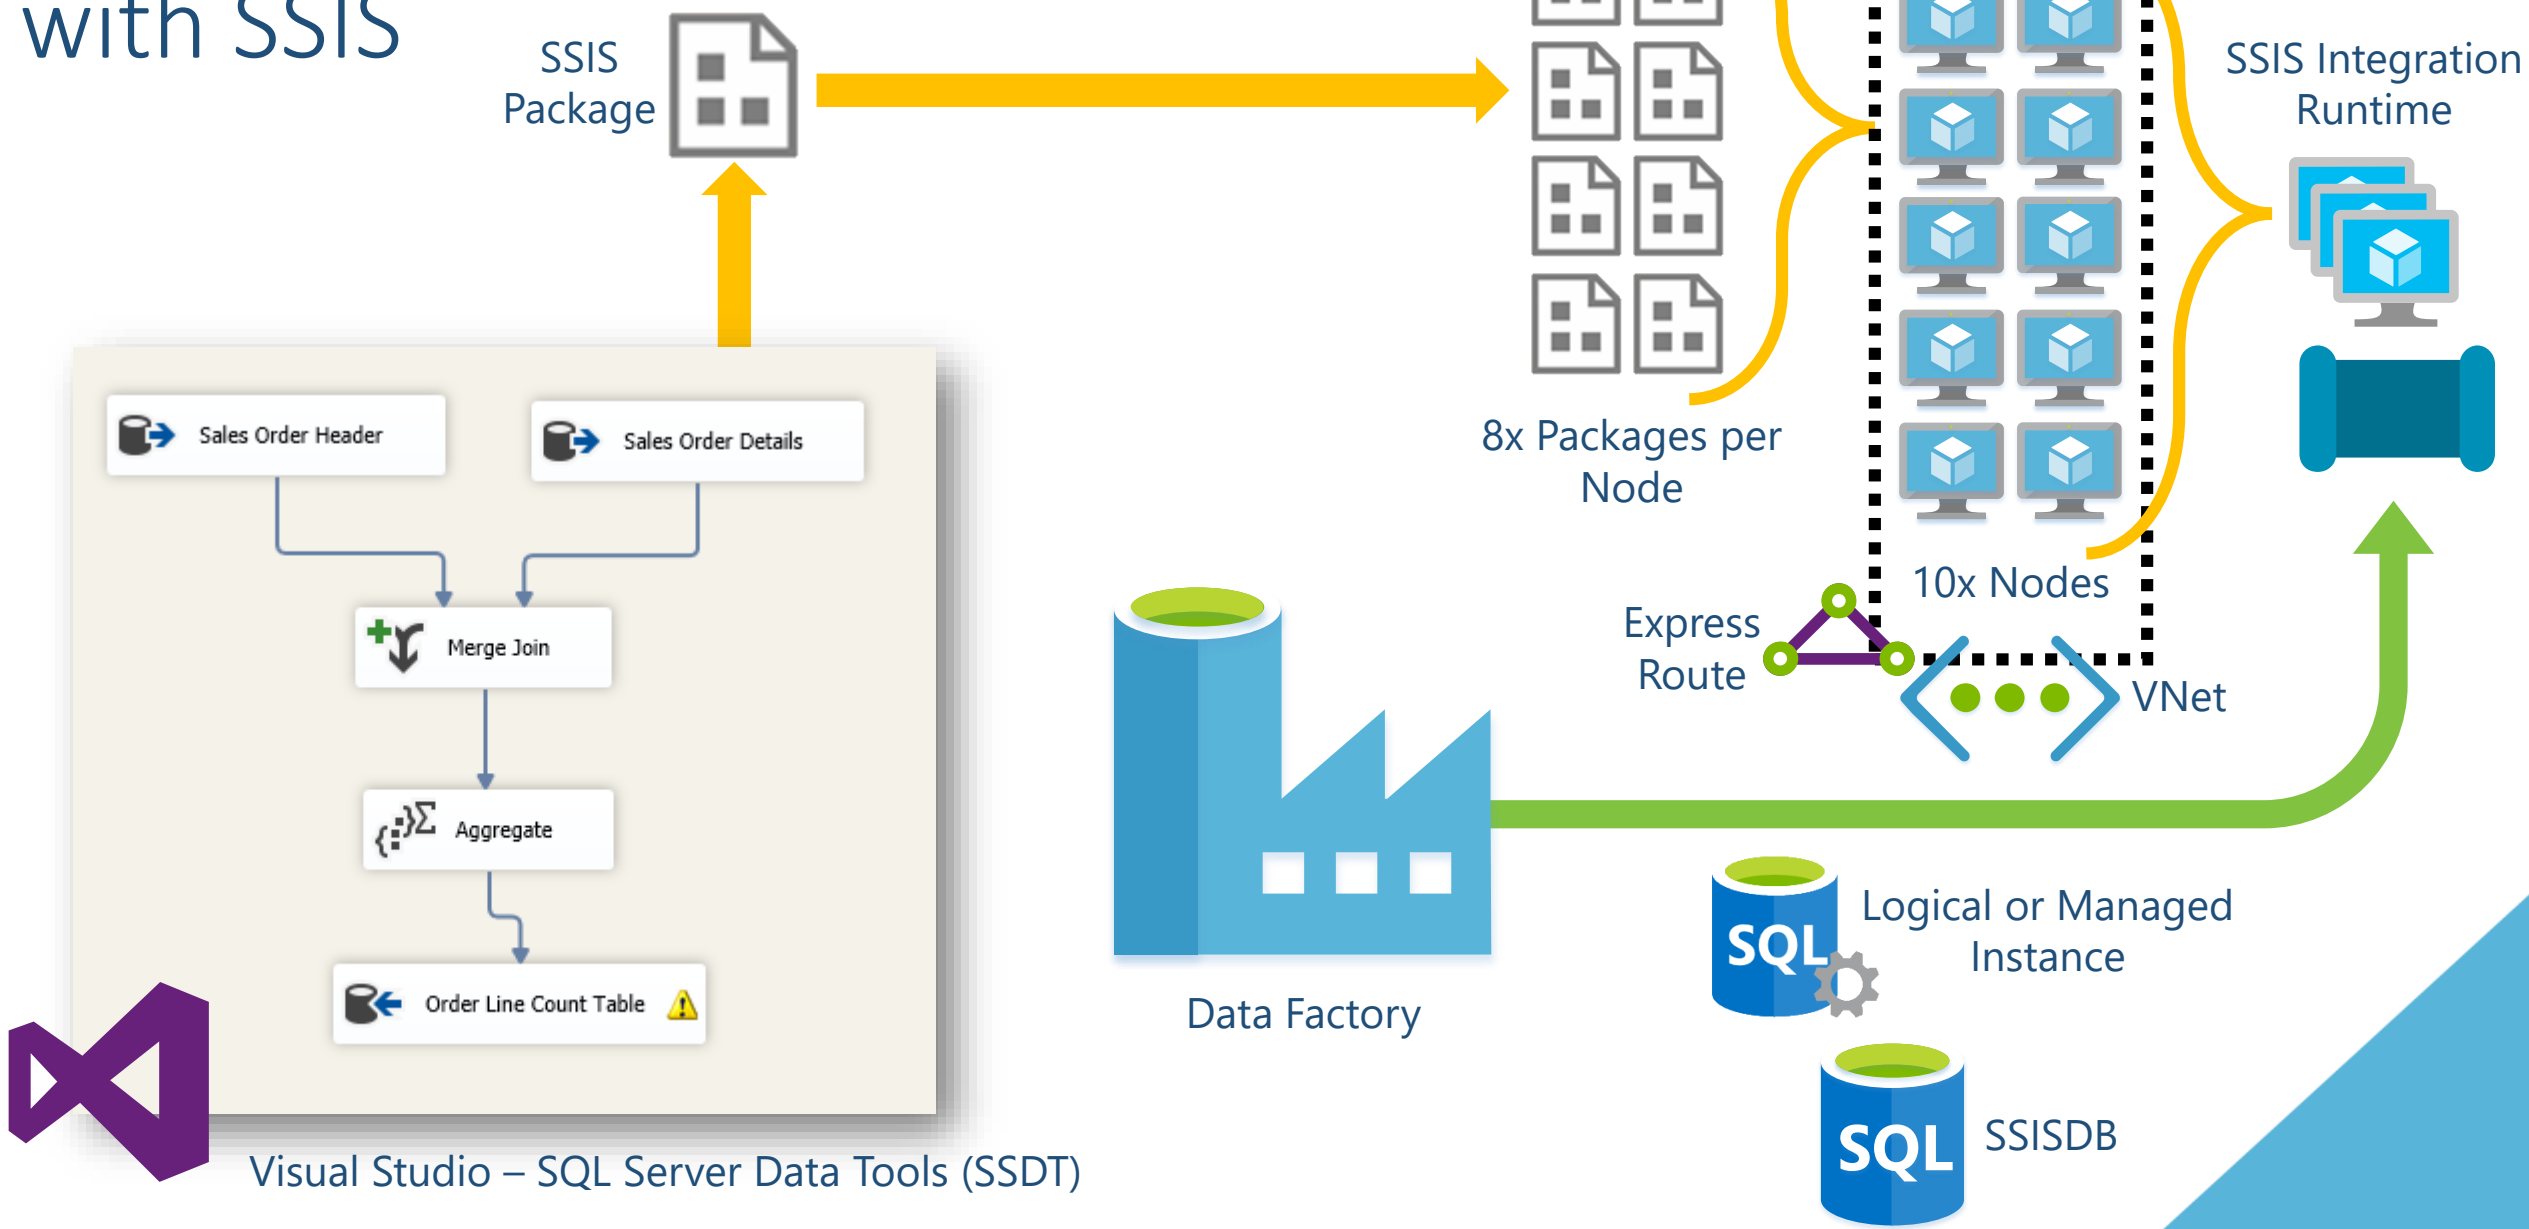 with SSIS
SSIS
Package
SSIS Integration
Runtime
Sales Order Header
Sales Order Details
8x Packages per
Node
Merge Join
10x Nodes
Express
Route
VNet
Aggregate
Order Line Count Table
Data Factory
SQL
Logical or Managed
Instance
SQL
SSISDB
Visual Studio – SQL Server Data Tools (SSDT)